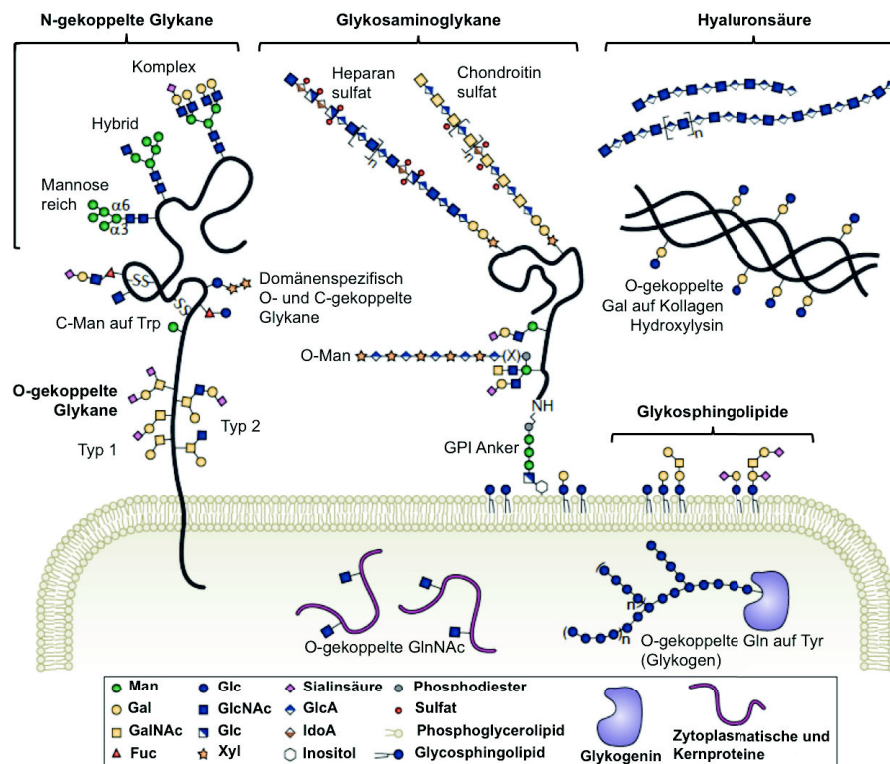 N-gekoppelte Glykane
Glykosaminoglykane
Hyaluronsäure
Komplex
Hybrid
Mannose
reich
α6
α3
Heparan
sulfat
Chondroitin
sulfat
n
n
n
SS
SS
C-Man auf Trp
Domänenspezifisch
O- und C-gekoppelte
Glykane
O-gekoppelte
Gal auf Kollagen
Hydroxylysin
O-Man
(X)
O-gekoppelte
Glykane
Typ 1
Typ 2
NH
GPI Anker
Glykosphingolipide
O-gekoppelte GlnNAc
n
n
O-gekoppelte Gln auf Tyr
(Glykogen)
Man
Glc
Sialinsäure
Phosphodiester
Gal
GlcNAc
GlcA
Sulfat
GalNAc
Glc
IdoA
Phosphoglycerolipid
Fuc
Xyl
Inositol
Glycosphingolipid
Glykogenin
Zytoplasmatische und
Kernproteine